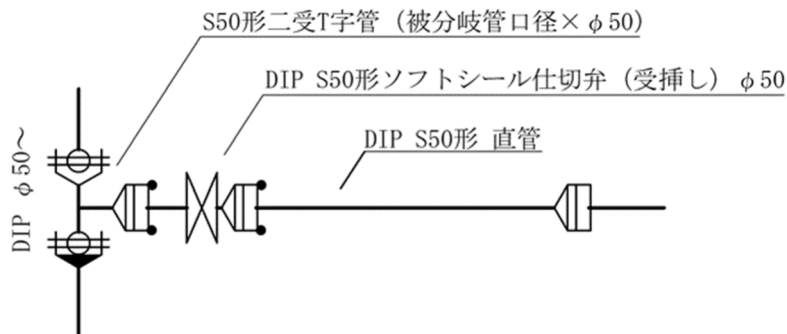 S50形二受T字管（被分岐管口径×φ50）
DIP S50形ソフトシール仕切弁（受挿し）φ50
DIP S50形 直管
DIP φ50～